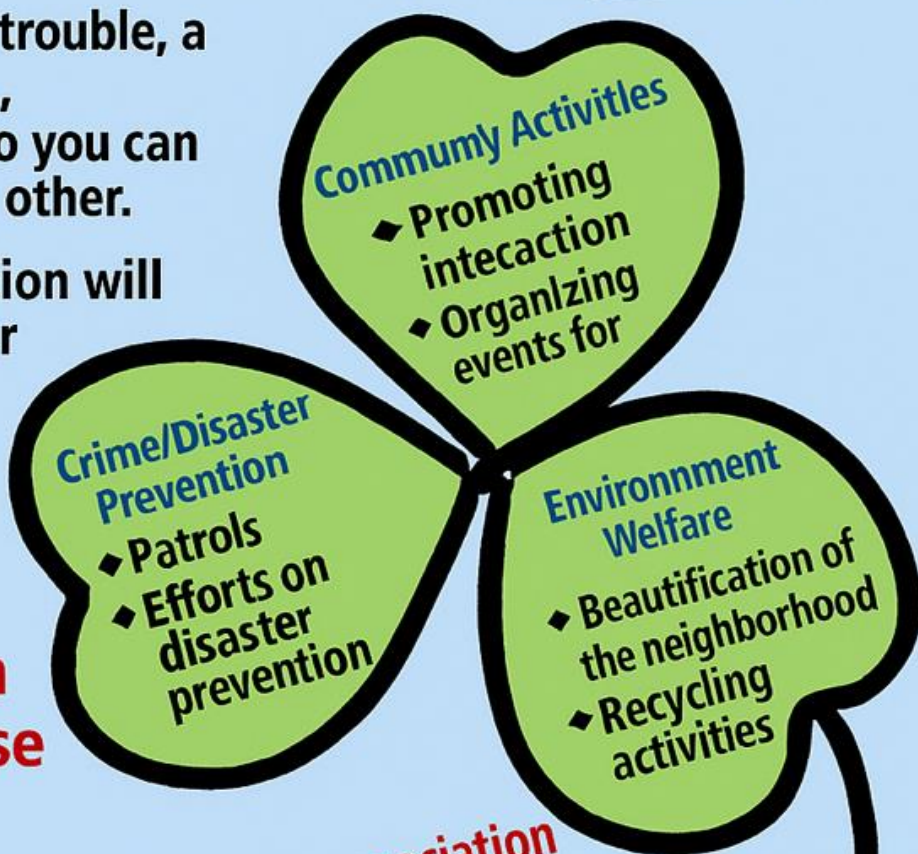 trouble, a
,
o you can
other.
ion will
r
Commumy Activitles
◆ Promoting
intecaction
◆ Organlzing
events for
Crime/Disaster
Prevention
◆ Patrols
◆ Efforts on
disaster
prevention
Environnment
Welfare
◆ Beautification of
the neighborhood
◆ Recycling
activities
se
ciation